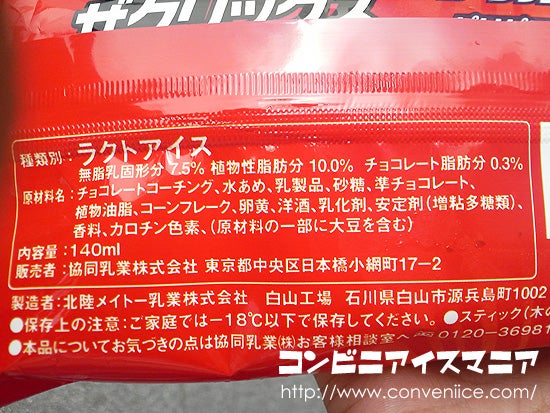 ザクリックス
種類別：ラクトアイス
無脂乳固形分 7.5% 植物性脂肪分 10.0% チョコレート脂肪分 0.3%
原材料名：チョコレートコーチング、水あめ、乳製品、砂糖、準チョコレート、
植物油脂、コーンフレーク、卵黄、洋酒、乳化剤、安定剤（増粘多糖類）、
香料、カロチン色素、（原材料の一部に大豆を含む）
内容量：140ml
販売者：協同乳業株式会社 東京都中央区日本橋小網町17−2
製造者：北陸メイトー乳業株式会社 白山工場 石川県白山市源兵島町1002
●保存上の注意：ご家庭では−18℃以下で保存してください。●スティック（木の
●本品についてお気づきの点は協同乳業㈱お客様相談室へ 0120−36981
コンビニアイスマニア
http://www.conveniice.com/